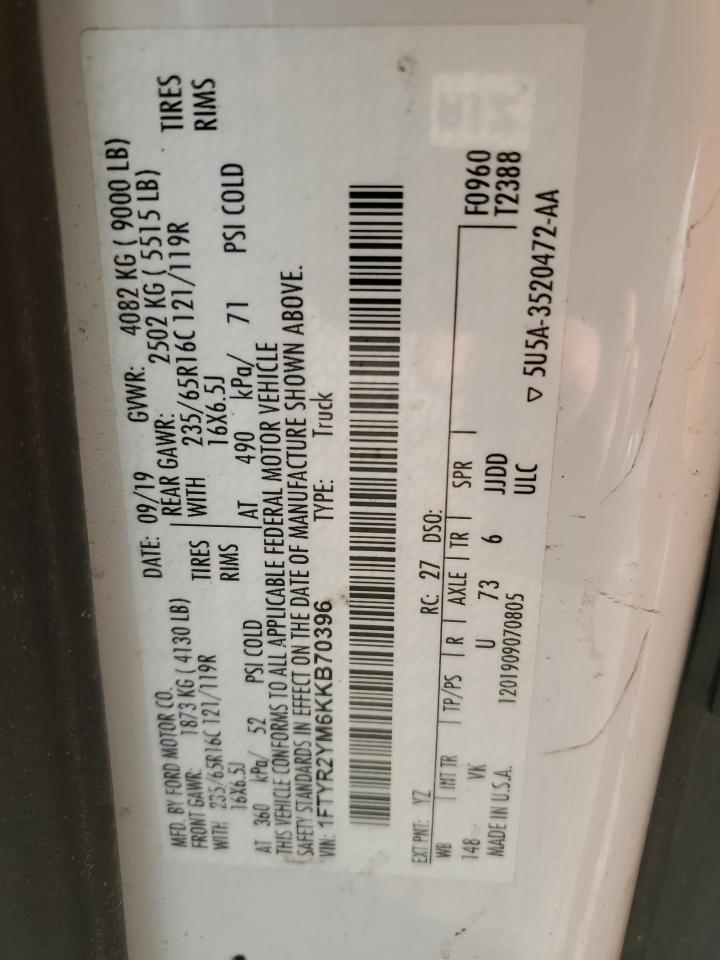 MFD. BY FORD MOTOR CO.
DATE: 09/19 GVWR: 4082 KG ( 9000 LB)
FRONT GAWR: 1873 KG ( 4130 LB) REAR GAWR: 2502 KG ( 5515 LB)
WITH 235/65R16C 121/119R TIRES WITH 235/65R16C 121/119R TIRES
16X6.5J RIMS 16X6.5J RIMS
AT 360 kPa/ 52 PSI COLD AT 490 kPa/ 71 PSI COLD
THIS VEHICLE CONFORMS TO ALL APPLICABLE FEDERAL MOTOR VEHICLE
SAFETY STANDARDS IN EFFECT ON THE DATE OF MANUFACTURE SHOWN ABOVE.
VIN: 1FTYR2YM6KKB70396 TYPE: Truck
EXT PNT: YZ RC: 27 DSO:
WB INT TR TP/PS R AXLE TR SPR F0960
148 VK U 73 6 JJDD T2388
MADE IN U.S.A. 1201909070805 ULC
▽ 5U5A-3520472-AA